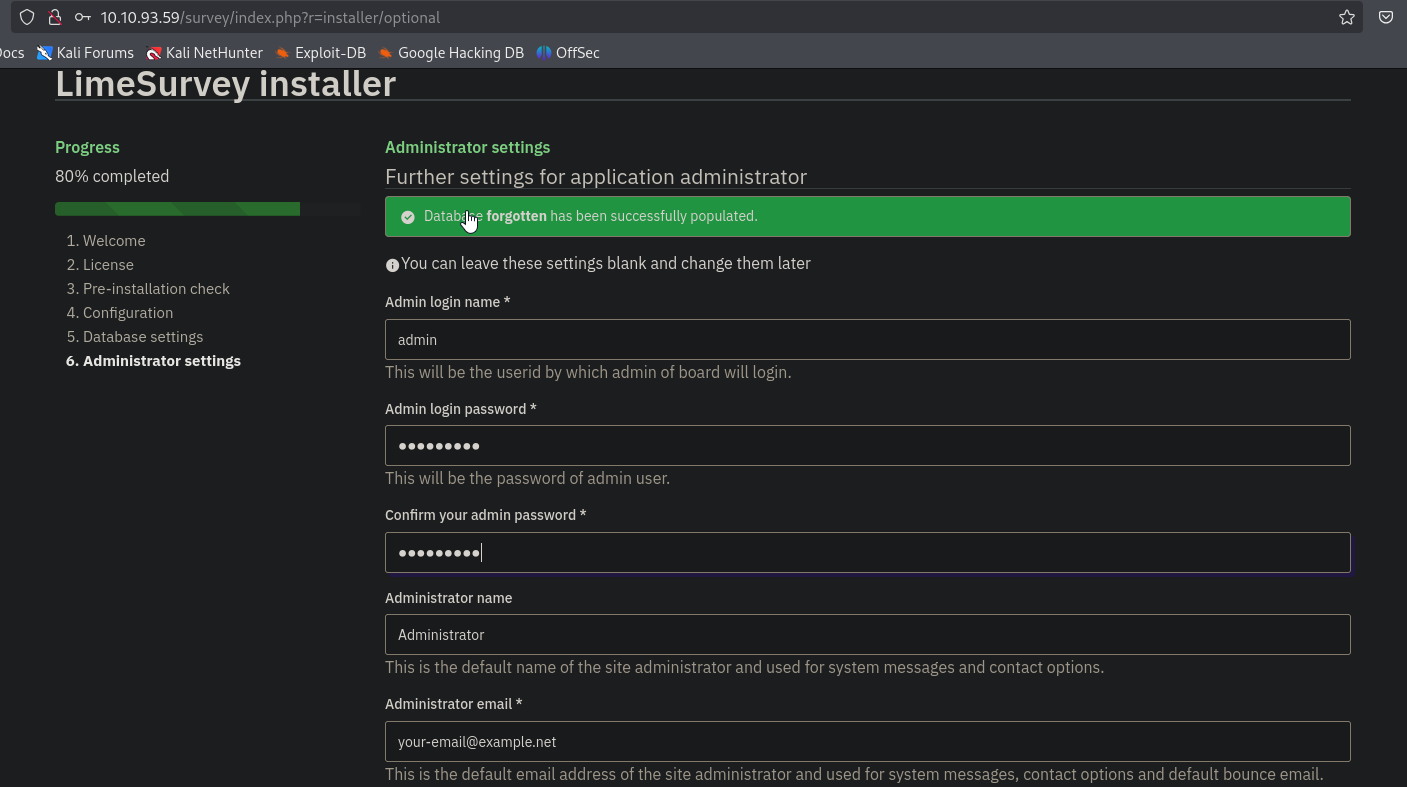 10.10.93.59/survey/index.php?r=installer/optional
Docs Kali Forums Kali NetHunter Exploit-DB Google Hacking DB OffSec
LimeSurvey installer
Progress
80% completed
1. Welcome
2. License
3. Pre-installation check
4. Configuration
5. Database settings
6. Administrator settings
Administrator settings
Further settings for application administrator
Database forgotten has been successfully populated.
You can leave these settings blank and change them later
Admin login name *
admin
This will be the userid by which admin of board will login.
Admin login password *
●●●●●●●●●
This will be the password of admin user.
Confirm your admin password *
●●●●●●●●●
Administrator name
Administrator
This is the default name of the site administrator and used for system messages and contact options.
Administrator email *
your-email@example.net
This is the default email address of the site administrator and used for system messages, contact options and default bounce email.